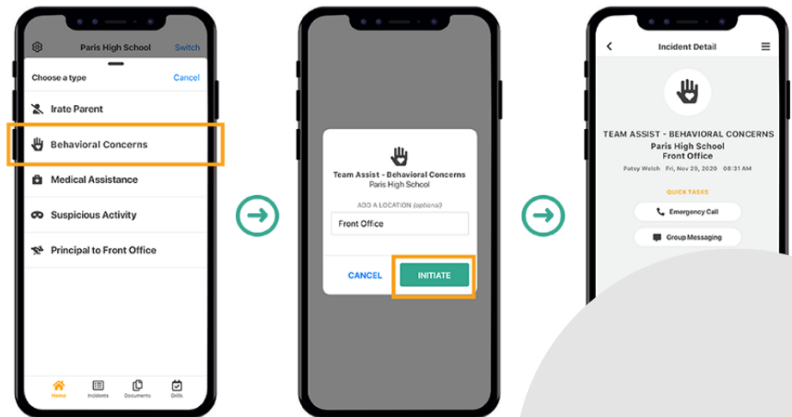 Paris High School Switch
Choose a type Cancel
Irate Parent
Behavioral Concerns
Medical Assistance
Suspicious Activity
Principal to Front Office
Home Incidents Documents Drills
Team Assist - Behavioral Concerns
Paris High School
ADD A LOCATION (optional)
Front Office
CANCEL INITIATE
Incident Detail
TEAM ASSIST - BEHAVIORAL CONCERNS
Paris High School
Front Office
Patsy Welch Fri, Nov 29, 2020 08:31 AM
QUICK TASKS
Emergency Call
Group Messaging